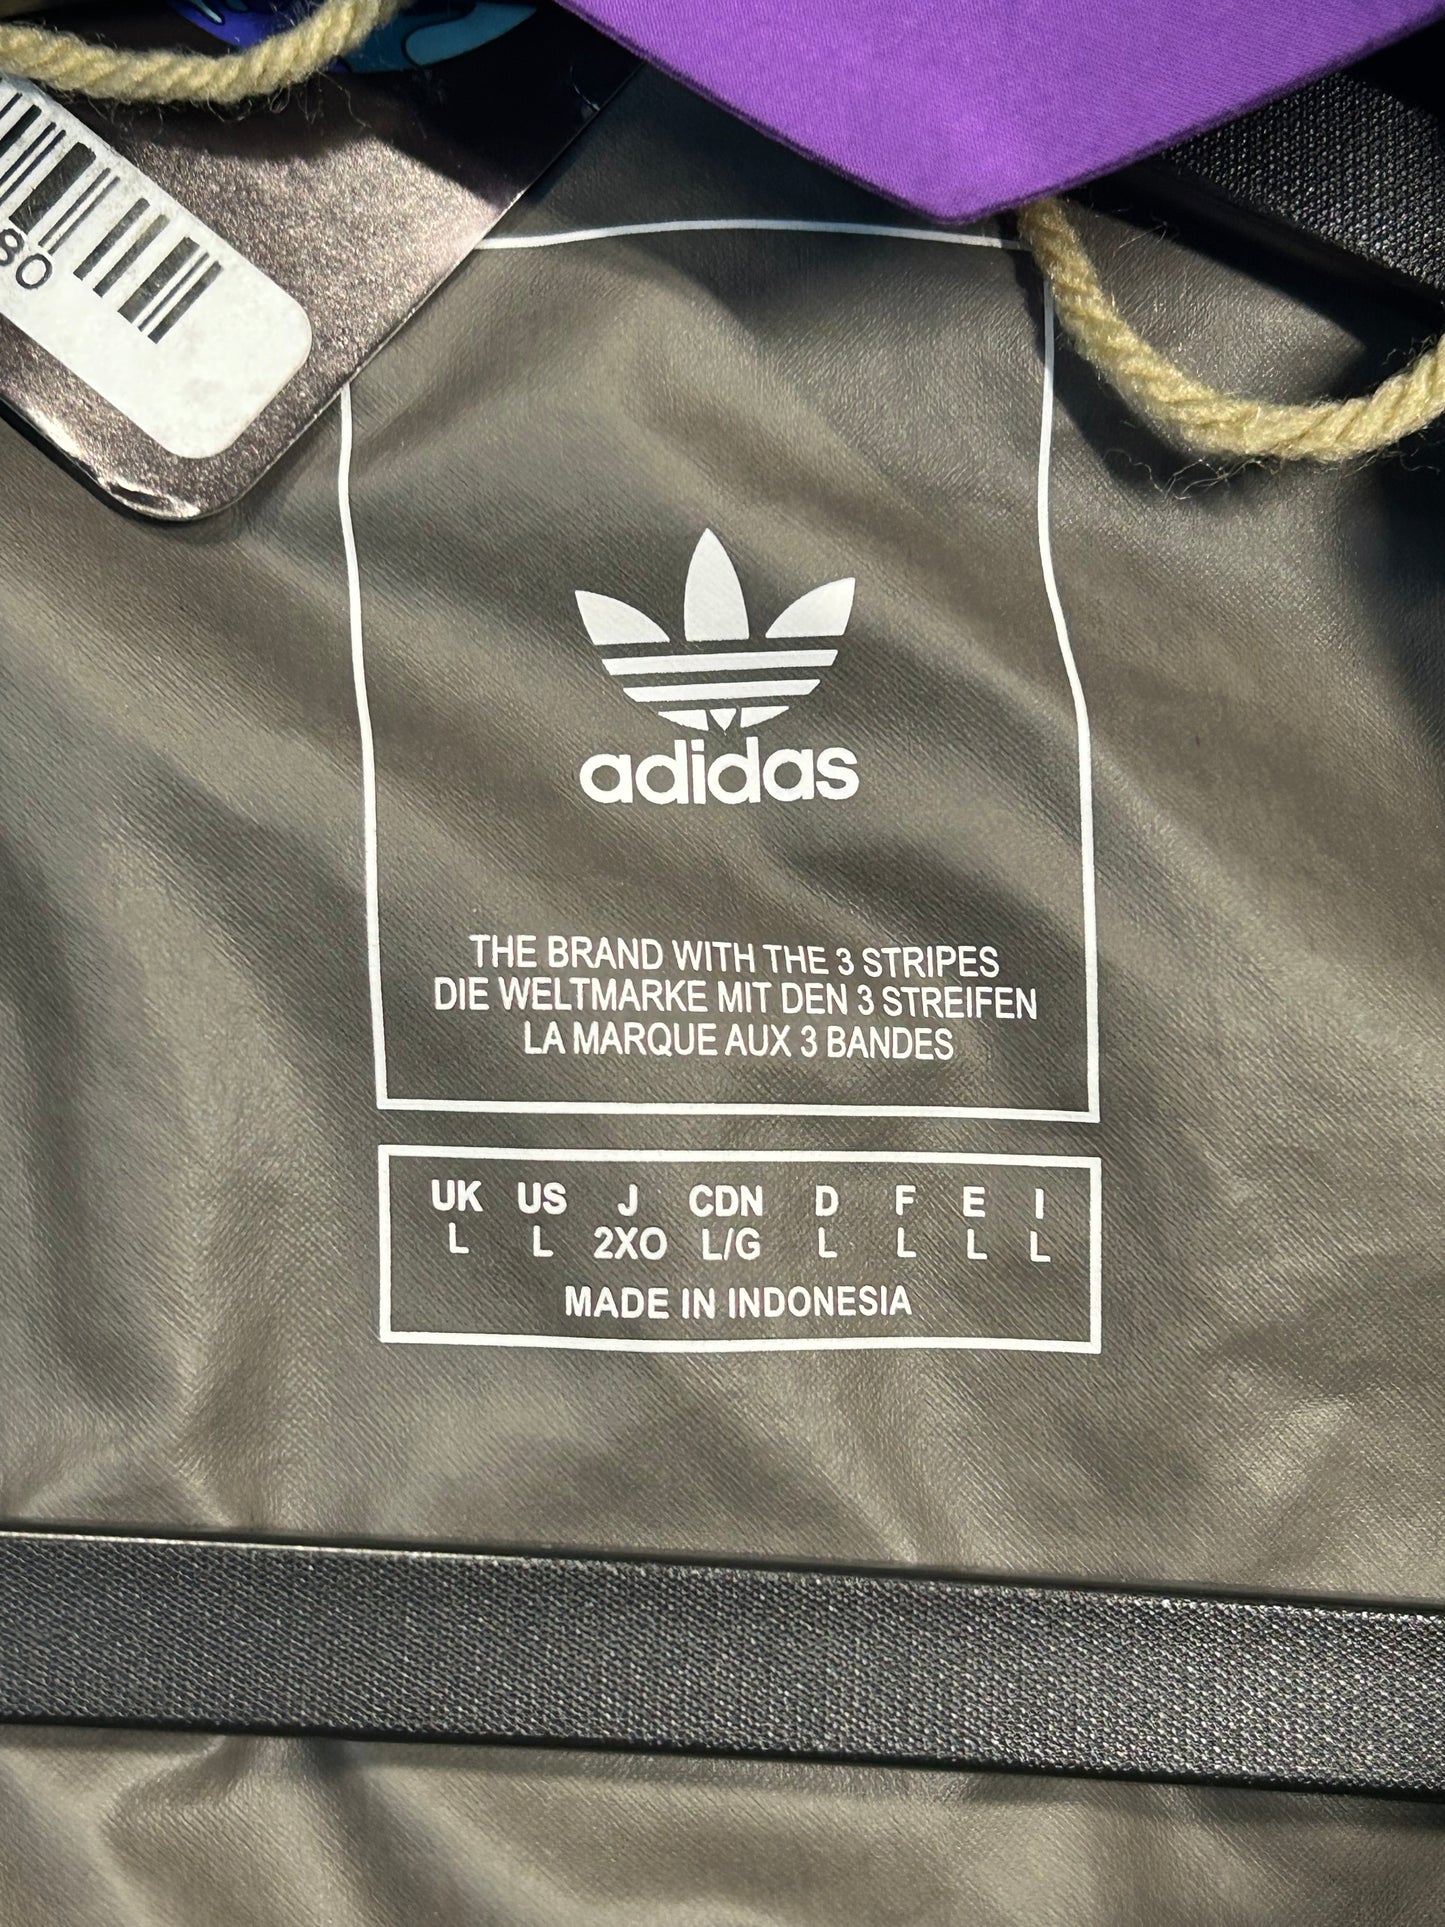 80
adidas
THE BRAND WITH THE 3 STRIPES
DIE WELTMARKE MIT DEN 3 STREIFEN
LA MARQUE AUX 3 BANDES
UK US J CDN D F E I
L L 2XO L/G L L L L
MADE IN INDONESIA